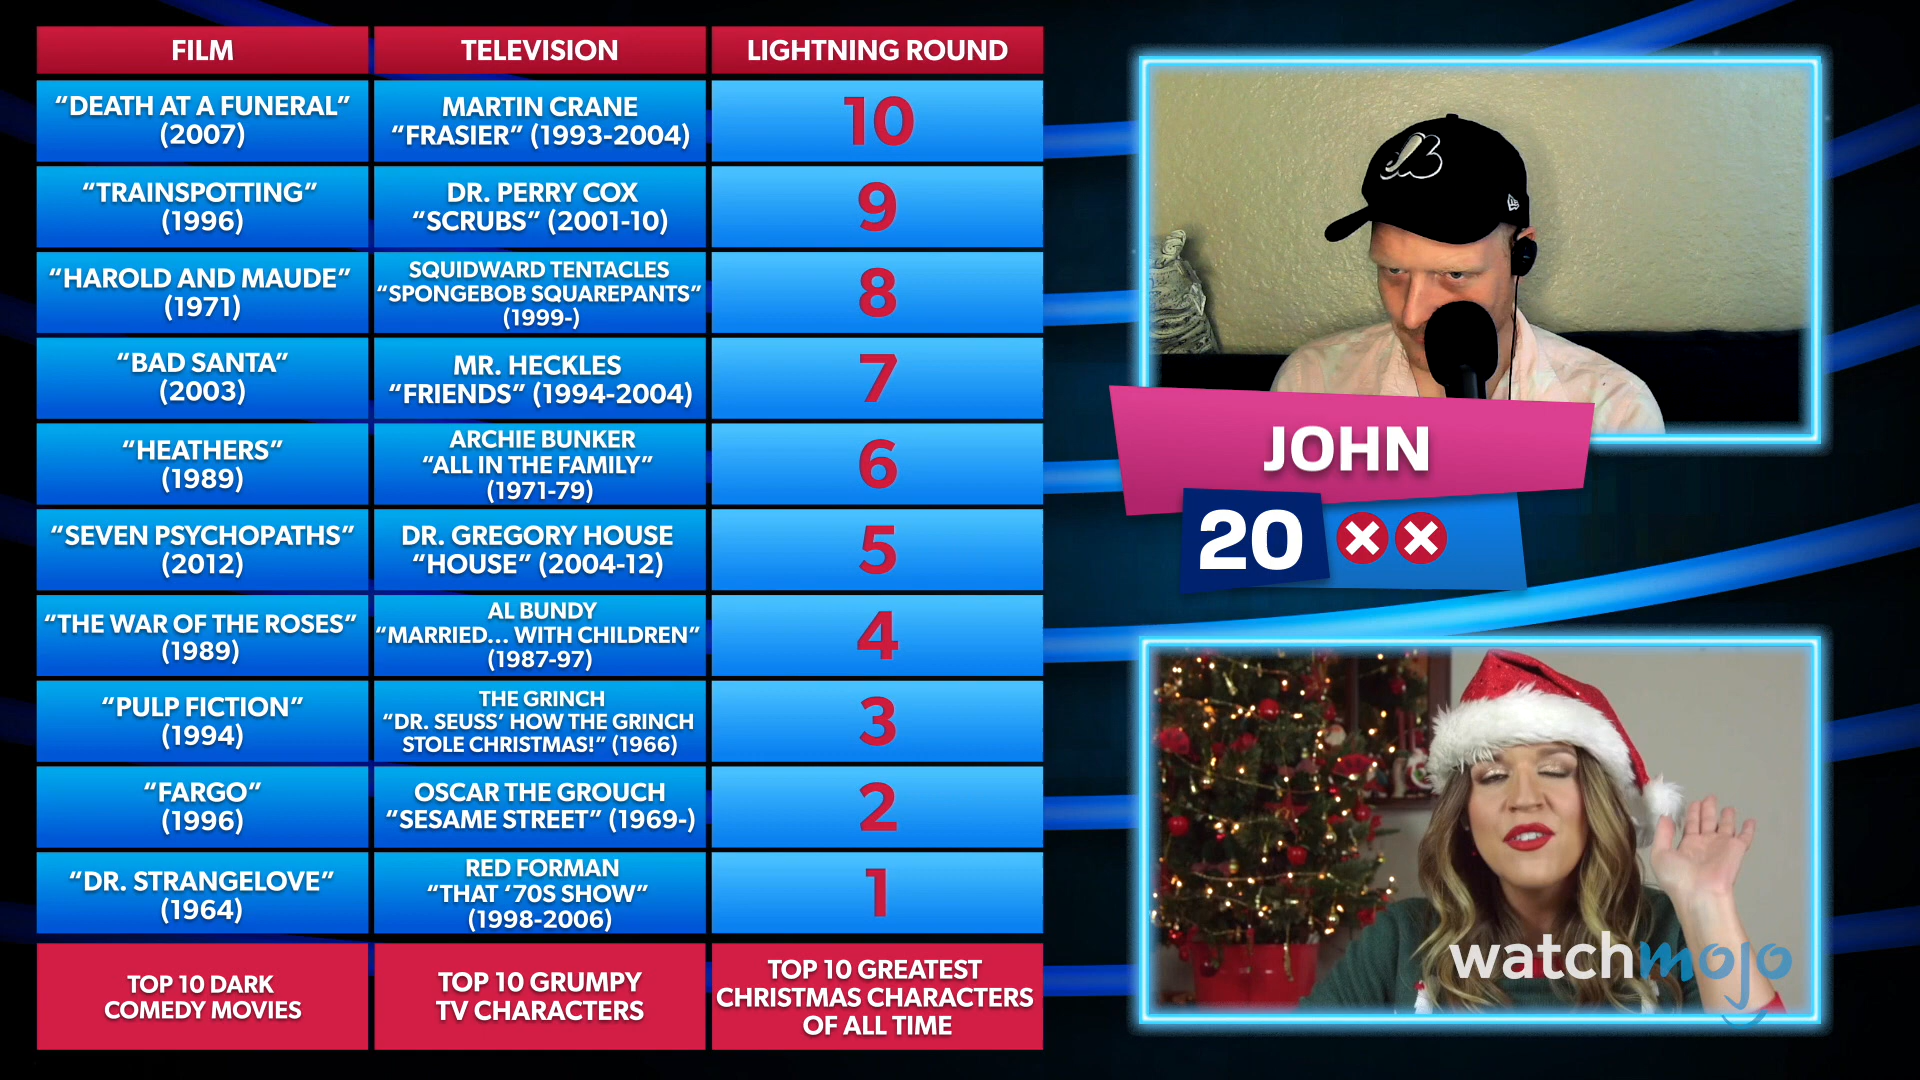 FILM
TELEVISION
LIGHTNING ROUND
“DEATH AT A FUNERAL”
(2007)
MARTIN CRANE
“FRASIER” (1993-2004)
10
“TRAINSPOTTING”
(1996)
DR. PERRY COX
“SCRUBS” (2001-10)
9
“HAROLD AND MAUDE”
(1971)
SQUIDWARD TENTACLES
“SPONGEBOB SQUAREPANTS”
(1999-)
8
“BAD SANTA”
(2003)
MR. HECKLES
“FRIENDS” (1994-2004)
7
“HEATHERS”
(1989)
ARCHIE BUNKER
“ALL IN THE FAMILY”
(1971-79)
6
“SEVEN PSYCHOPATHS”
(2012)
DR. GREGORY HOUSE
“HOUSE” (2004-12)
5
“THE WAR OF THE ROSES”
(1989)
AL BUNDY
“MARRIED... WITH CHILDREN”
(1987-97)
4
“PULP FICTION”
(1994)
THE GRINCH
“DR. SEUSS’ HOW THE GRINCH
STOLE CHRISTMAS!” (1966)
3
“FARGO”
(1996)
OSCAR THE GROUCH
“SESAME STREET” (1969-)
2
“DR. STRANGELOVE”
(1964)
RED FORMAN
“THAT ‘70S SHOW”
(1998-2006)
1
TOP 10 DARK
COMEDY MOVIES
TOP 10 GRUMPY
TV CHARACTERS
TOP 10 GREATEST
CHRISTMAS CHARACTERS
OF ALL TIME
JOHN
20
watchmojo